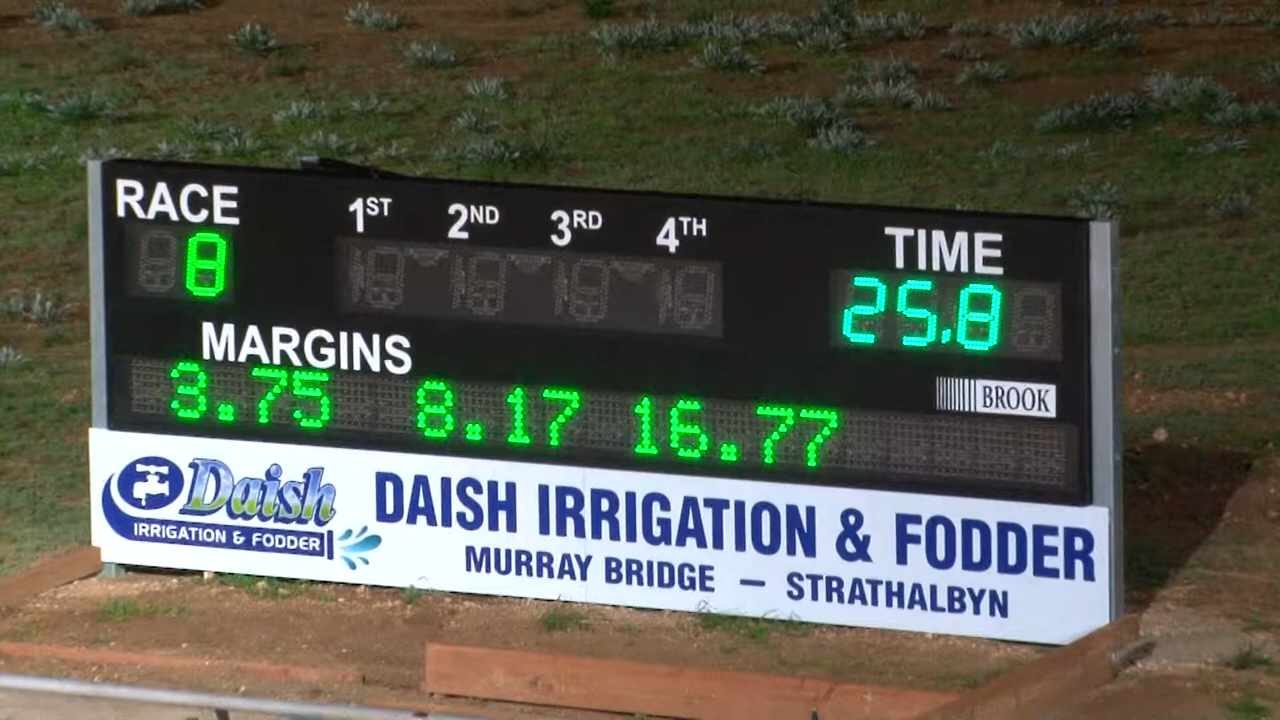 RACE 1ST 2ND 3RD 4TH TIME
8 25.8
MARGINS
3.75 8.17 16.77
BROOK
Daish
IRRIGATION & FODDER
DAISH IRRIGATION & FODDER
MURRAY BRIDGE — STRATHALBYN